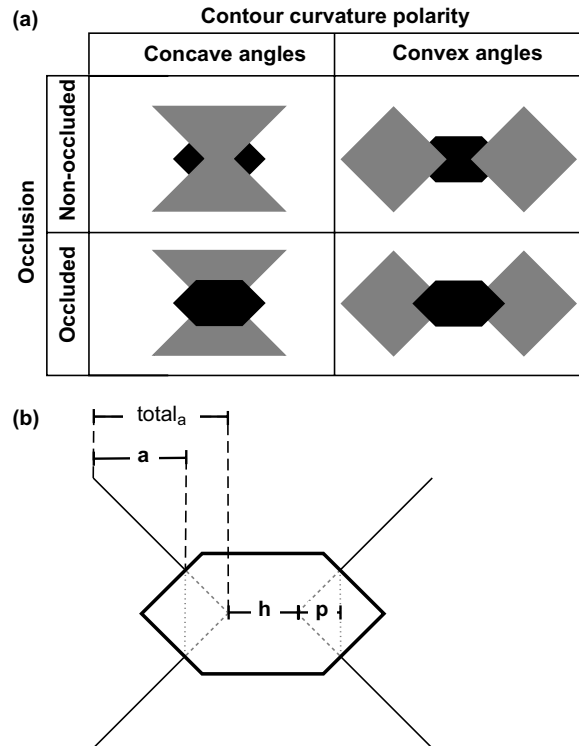 (a)
Contour curvature polarity
Concave angles
Convex angles
Occlusion
Non-occluded
Occluded
(b)
total_a
a
h
p